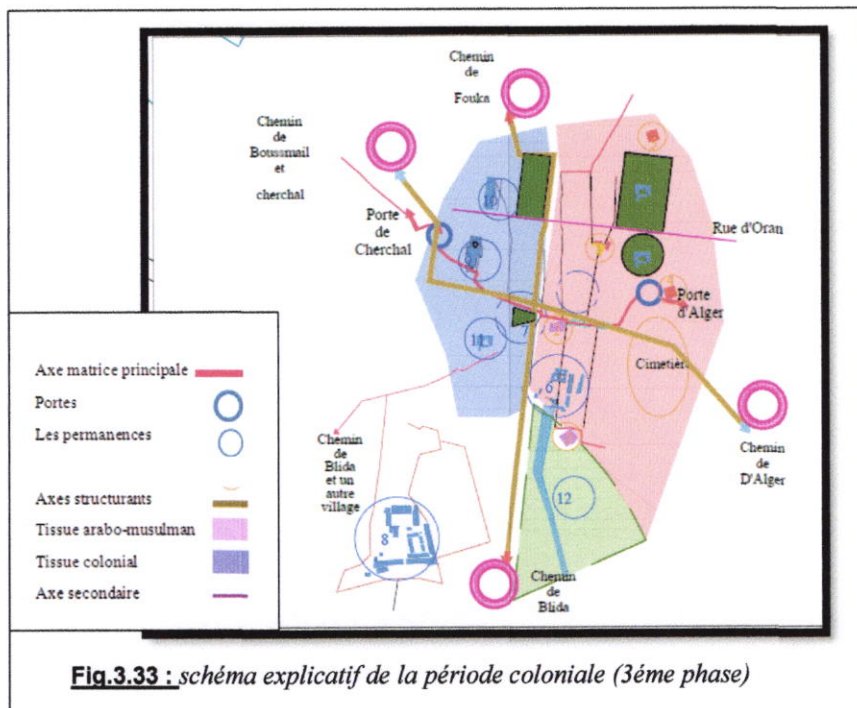 Chemin
de
Fouka
Chemin
de
Boussmail
et
cherchal
Porte
de
Cherchal
Rue d'Oran
Porte
d'Alger
Cimetière
Chemin
de
D'Alger
Chemin
de
Blida
et un
autre
village
Chemin
de
Blida
6
8
12
Axe matrice principale
Portes
Les permanences
Axes structurants
Tissue arabo-musulman
Tissue colonial
Axe secondaire
Fig.3.33 : schéma explicatif de la période coloniale (3éme phase)